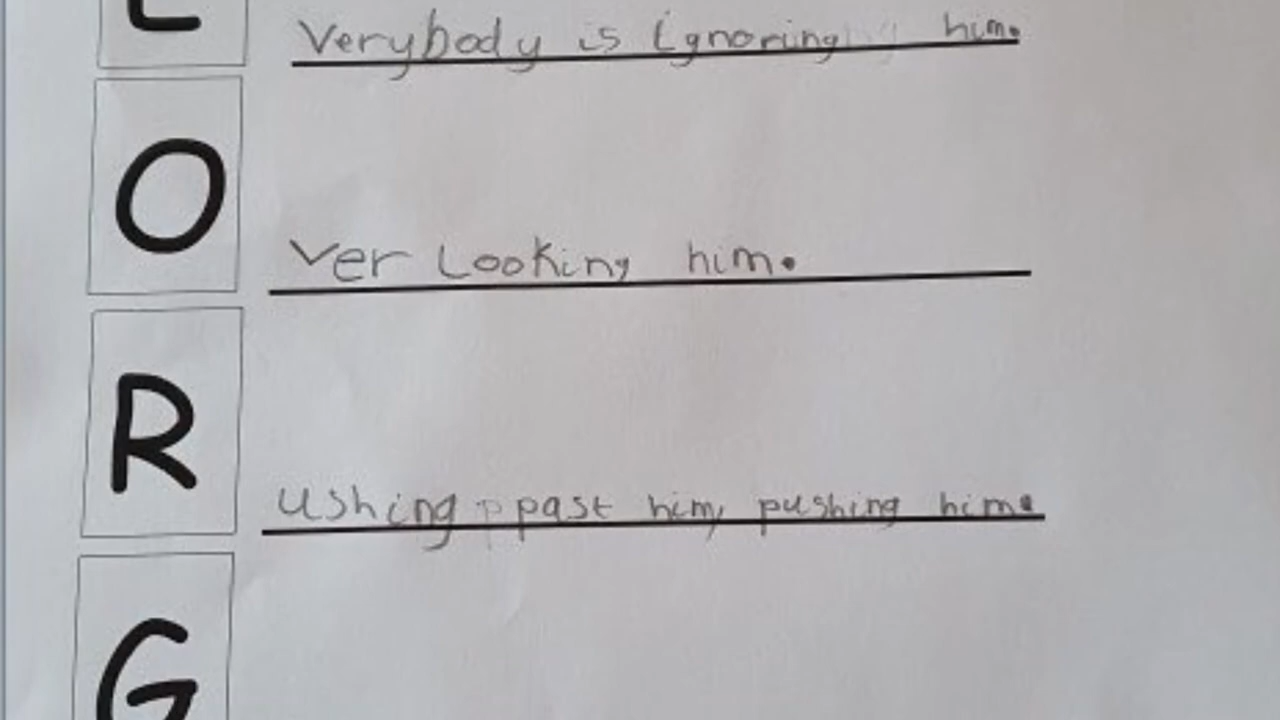 E verybody is ignoring him.
O ver Looking him.
R ushing past him, pushing him.
G